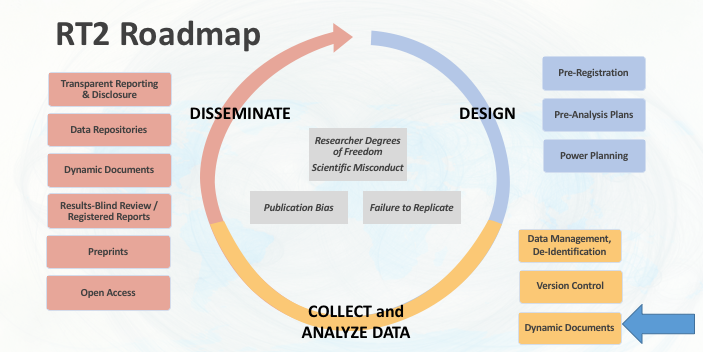 RT2 Roadmap
Transparent Reporting
& Disclosure
Data Repositories
Dynamic Documents
Results-Blind Review /
Registered Reports
Preprints
Open Access
DISSEMINATE
DESIGN
Researcher Degrees
of Freedom
Scientific Misconduct
Publication Bias
Failure to Replicate
COLLECT and
ANALYZE DATA
Pre-Registration
Pre-Analysis Plans
Power Planning
Data Management,
De-Identification
Version Control
Dynamic Documents